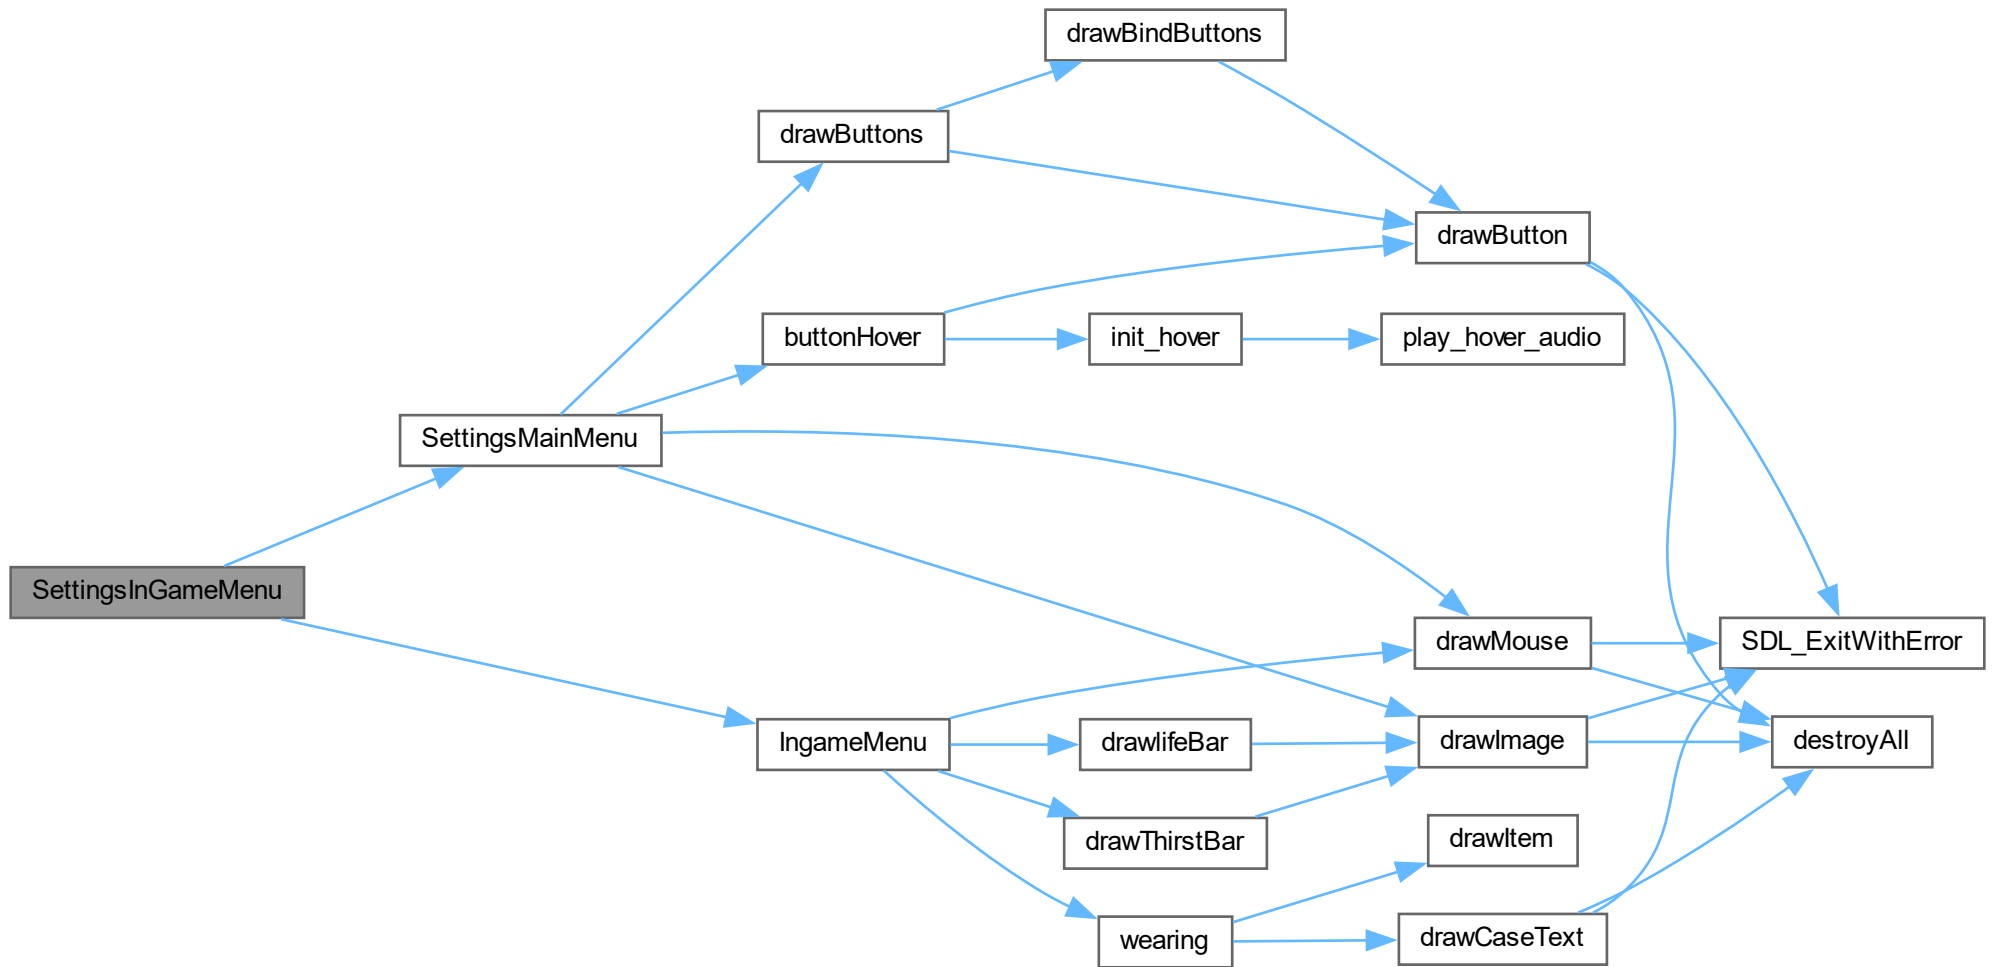 drawBindButtons
drawButtons
drawButton
buttonHover
init_hover
play_hover_audio
SettingsMainMenu
SettingsInGameMenu
drawMouse
SDL_ExitWithError
IngameMenu
drawlifeBar
drawImage
destroyAll
drawThirstBar
drawItem
wearing
drawCaseText